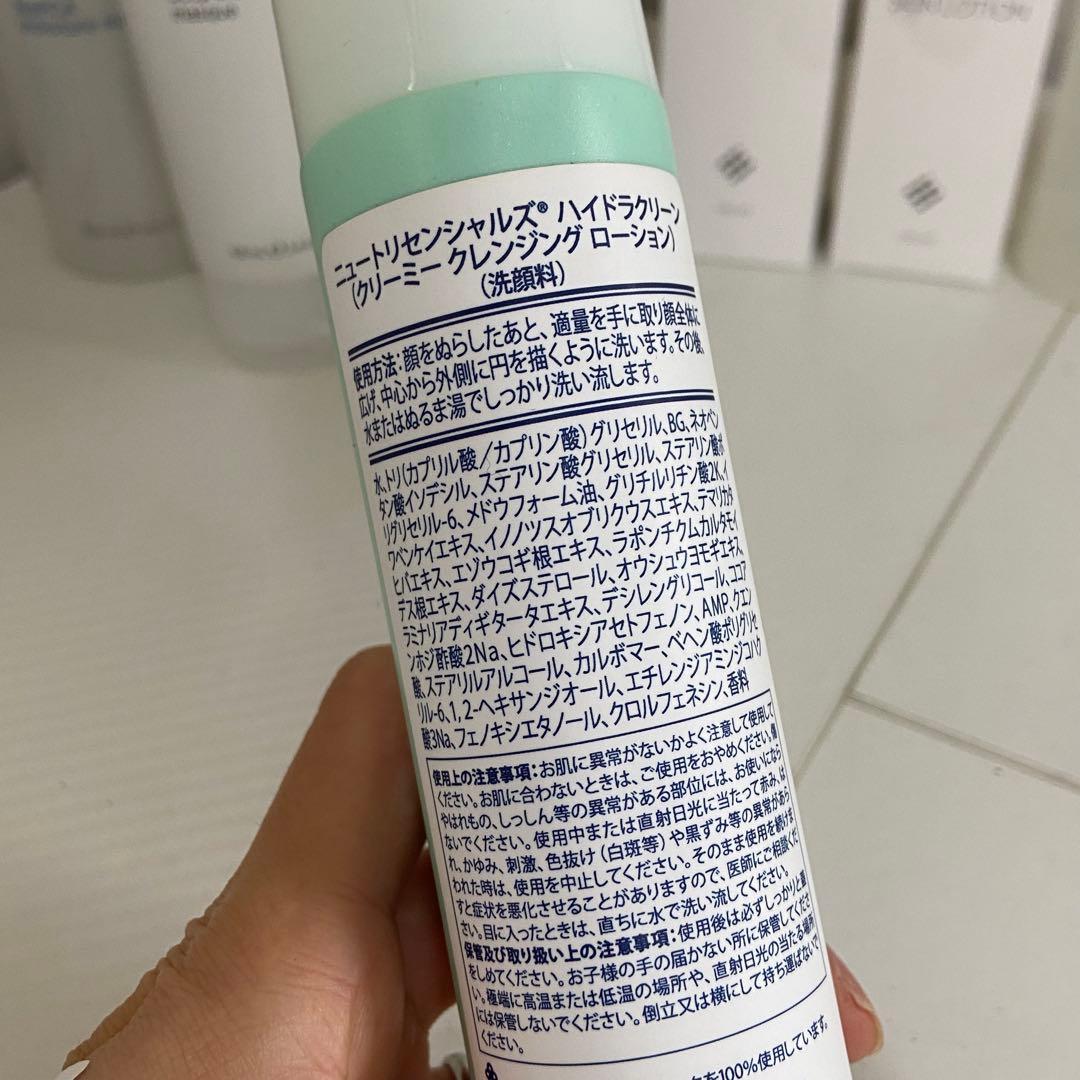 masque
ニュートリセンシャルズ® ハイドラクリーン
（クリーミー クレンジング ローション）
（洗顔料）
使用方法：顔をぬらしたあと、適量を手に取り顔全体に
広げ、中心から外側に円を描くように洗います。その後、
水またはぬるま湯でしっかり洗い流します。
水、トリ（カプリル酸／カプリン酸）グリセリル、BG、ネオペン
タン酸イソデシル、ステアリン酸グリセリル、ステアリン酸ポ
リグリセリル-6、メドウフォーム油、グリチルリチン酸2K、イ
ワベンケイエキス、イノノツスオブリクウスエキス、テマリカタ
ヒバエキス、エゾウコギ根エキス、ラポンチクムカルタモイ
デス根エキス、ダイズステロール、オウシュウヨモギエキス、
ラミナリアディギタータエキス、デシレングリコール、ココア
ンホジ酢酸2Na、ヒドロキシアセトフェノン、AMP、クエン
酸、ステアリルアルコール、カルボマー、ベヘン酸ポリグリセ
リル-6、1,2-ヘキサンジオール、エチレンジアミンジコハク
酸3Na、フェノキシエタノール、クロルフェネシン、香料
使用上の注意事項：お肌に異常がないかよく注意して使用して
ください。お肌に合わないときは、ご使用をおやめください。傷
やはれもの、しっしん等の異常がある部位には、お使いになら
ないでください。使用中または直射日光に当たって赤み、は
れ、かゆみ、刺激、色抜け（白斑等）や黒ずみ等の異常があら
われた時は、使用を中止してください。そのまま使用を続けま
すと症状を悪化させることがありますので、医師にご相談くだ
さい。目に入ったときは、直ちに水で洗い流してください。
保管及び取り扱い上の注意事項：使用後は必ずしっかりと蓋
をしめてください。お子様の手の届かない所に保管してくださ
い。極端に高温または低温の場所や、直射日光の当たる場所
には保管しないでください。倒立又は横にして持ち運ばないで
ください。
を100%使用しています。